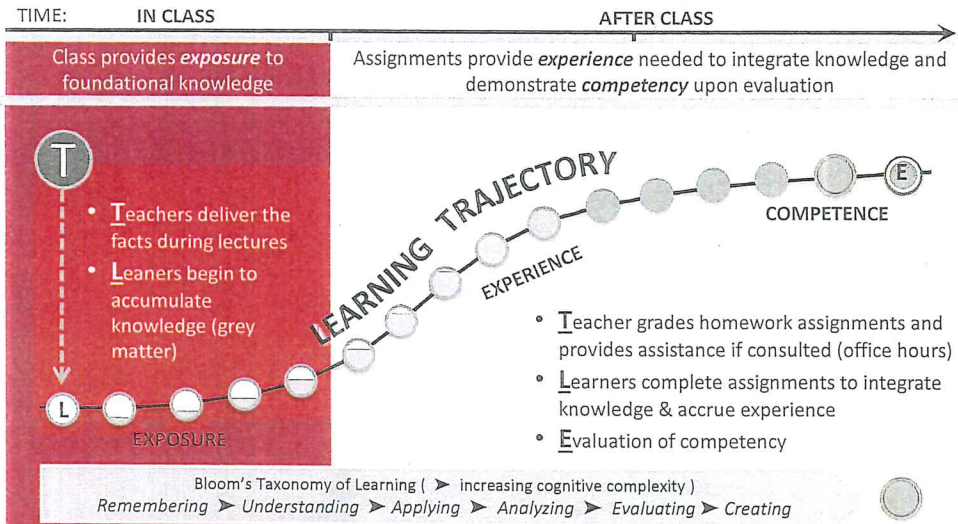 TIME: IN CLASS AFTER CLASS
Class provides exposure to
foundational knowledge
Assignments provide experience needed to integrate knowledge and
demonstrate competency upon evaluation
T
• Teachers deliver the
facts during lectures
• Leaners begin to
accumulate
knowledge (grey
matter)
L
EXPOSURE
LEARNING TRAJECTORY
EXPERIENCE
COMPETENCE
E
• Teacher grades homework assignments and
provides assistance if consulted (office hours)
• Learners complete assignments to integrate
knowledge & accrue experience
• Evaluation of competency
Bloom's Taxonomy of Learning ( ➤ increasing cognitive complexity )
Remembering ➤ Understanding ➤ Applying ➤ Analyzing ➤ Evaluating ➤ Creating